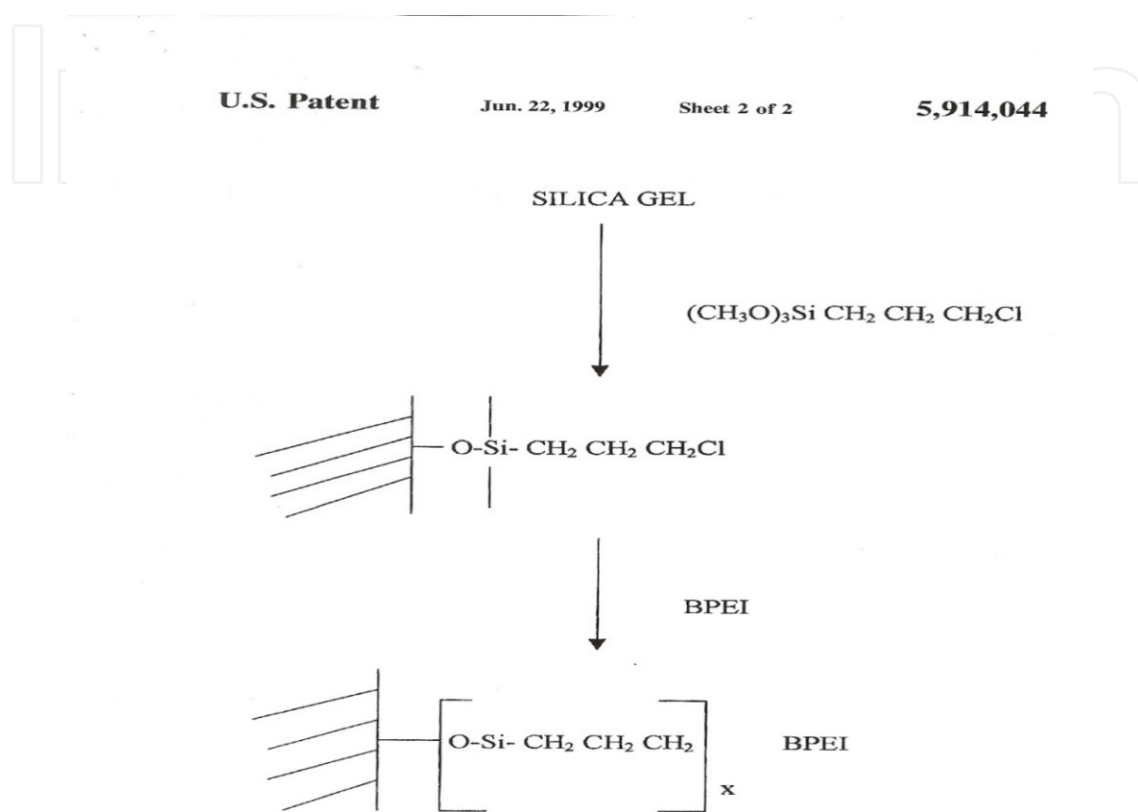 U.S. Patent Jun. 22, 1999 Sheet 2 of 2 5,914,044
SILICA GEL
(CH₃O)₃Si CH₂ CH₂ CH₂Cl
O-Si- CH₂ CH₂ CH₂Cl
BPEI
O-Si- CH₂ CH₂ CH₂ BPEI
x